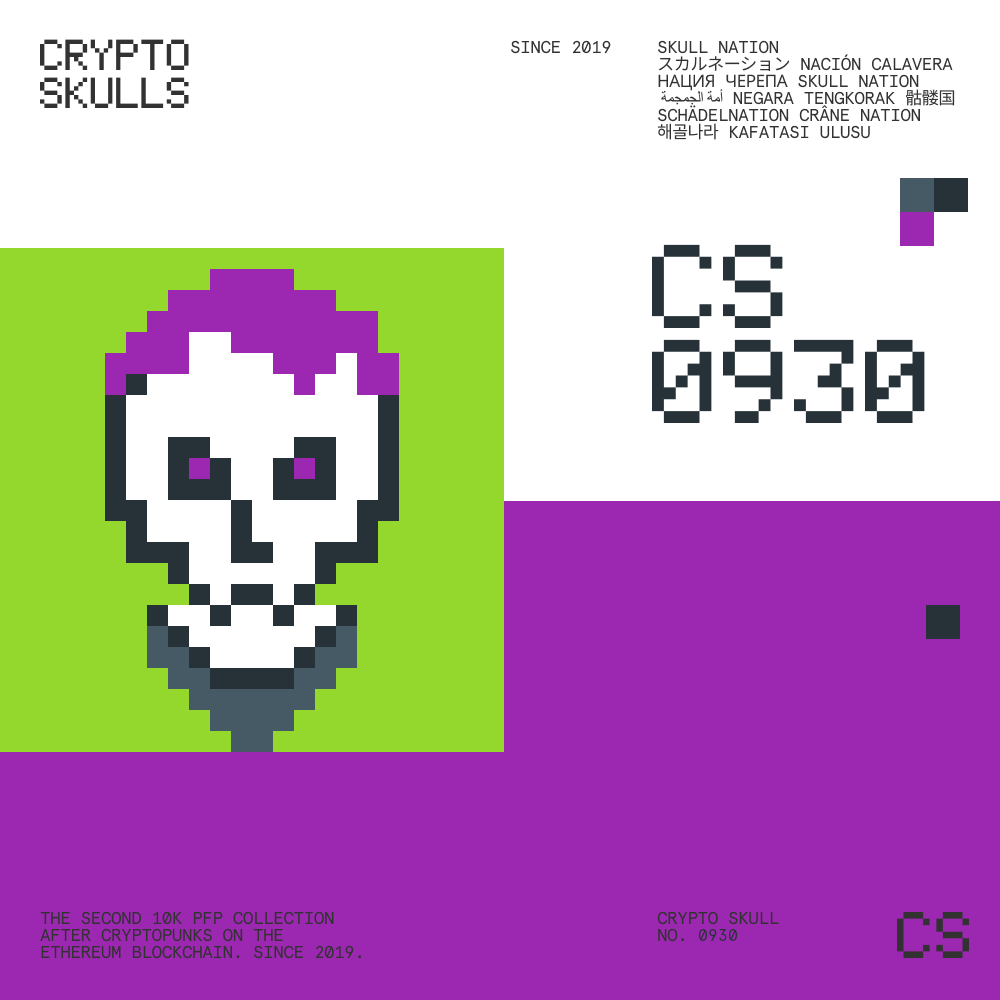 CRYPTO
SKULLS
SINCE 2019
SKULL NATION
スカルネーション NACIÓN CALAVERA
НАЦИЯ ЧЕРЕПА SKULL NATION
أمة الجمجمة NEGARA TENGKORAK 骷髅国
SCHÄDELNATION CRÂNE NATION
해골나라 KAFATASI ULUSU
CS
0930
THE SECOND 10K PFP COLLECTION
AFTER CRYPTOPUNKS ON THE
ETHEREUM BLOCKCHAIN. SINCE 2019.
CRYPTO SKULL
NO. 0930
CS